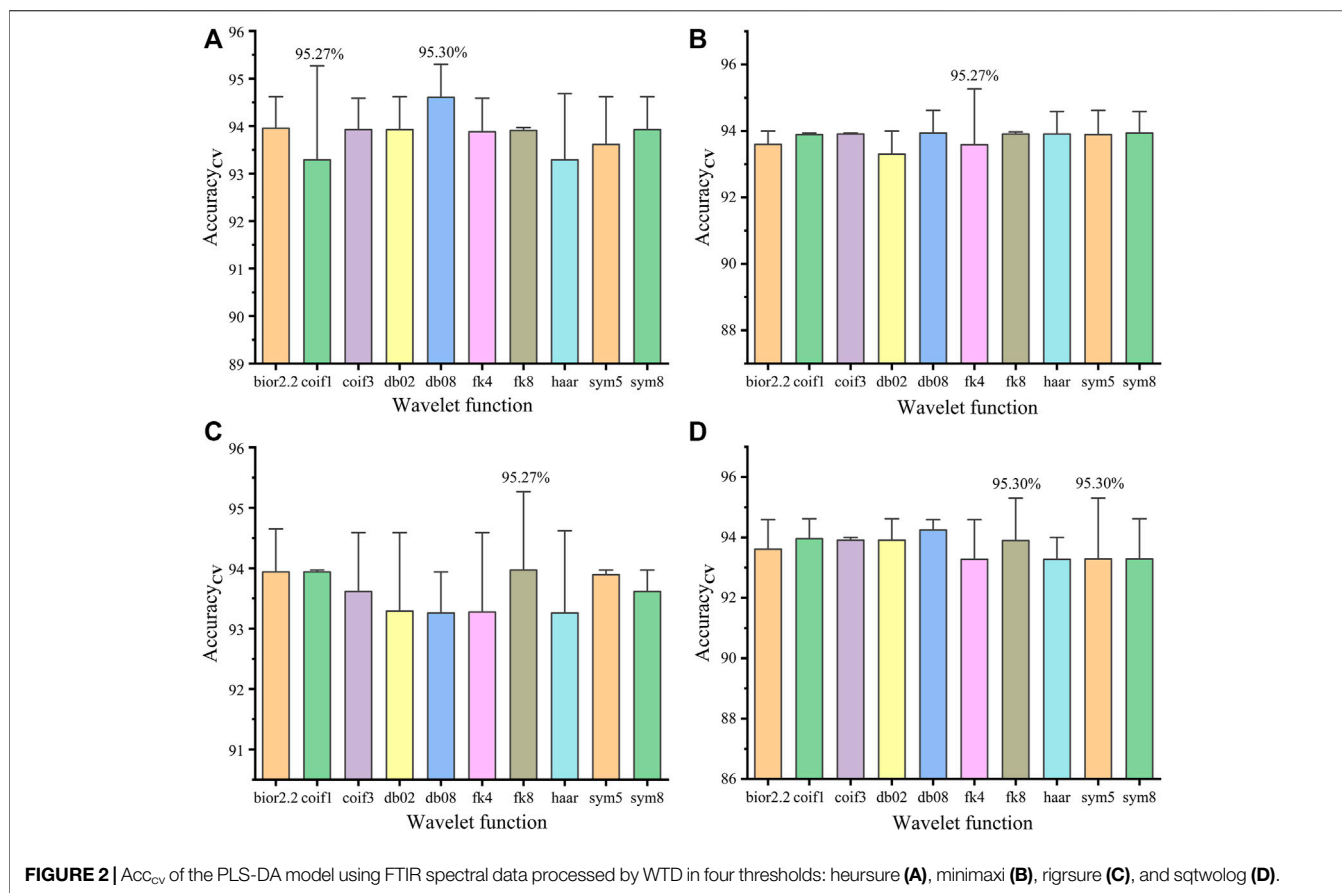 A
96
95
94
93
92
91
90
89
Accuracy_CV
95.27%
95.30%
bior2.2 coif1 coif3 db02 db08 fk4 fk8 haar sym5 sym8
Wavelet function
B
96
94
92
90
88
Accuracy_CV
95.27%
bior2.2 coif1 coif3 db02 db08 fk4 fk8 haar sym5 sym8
Wavelet function
C
96
95
94
93
92
91
Accuracy_CV
95.27%
bior2.2 coif1 coif3 db02 db08 fk4 fk8 haar sym5 sym8
Wavelet function
D
96
94
92
90
88
86
Accuracy_CV
95.30%
95.30%
bior2.2 coif1 coif3 db02 db08 fk4 fk8 haar sym5 sym8
Wavelet function
FIGURE 2 | Acc_cv of the PLS-DA model using FTIR spectral data processed by WTD in four thresholds: heursure (A), minimaxi (B), rigrsure (C), and sqtwolog (D).